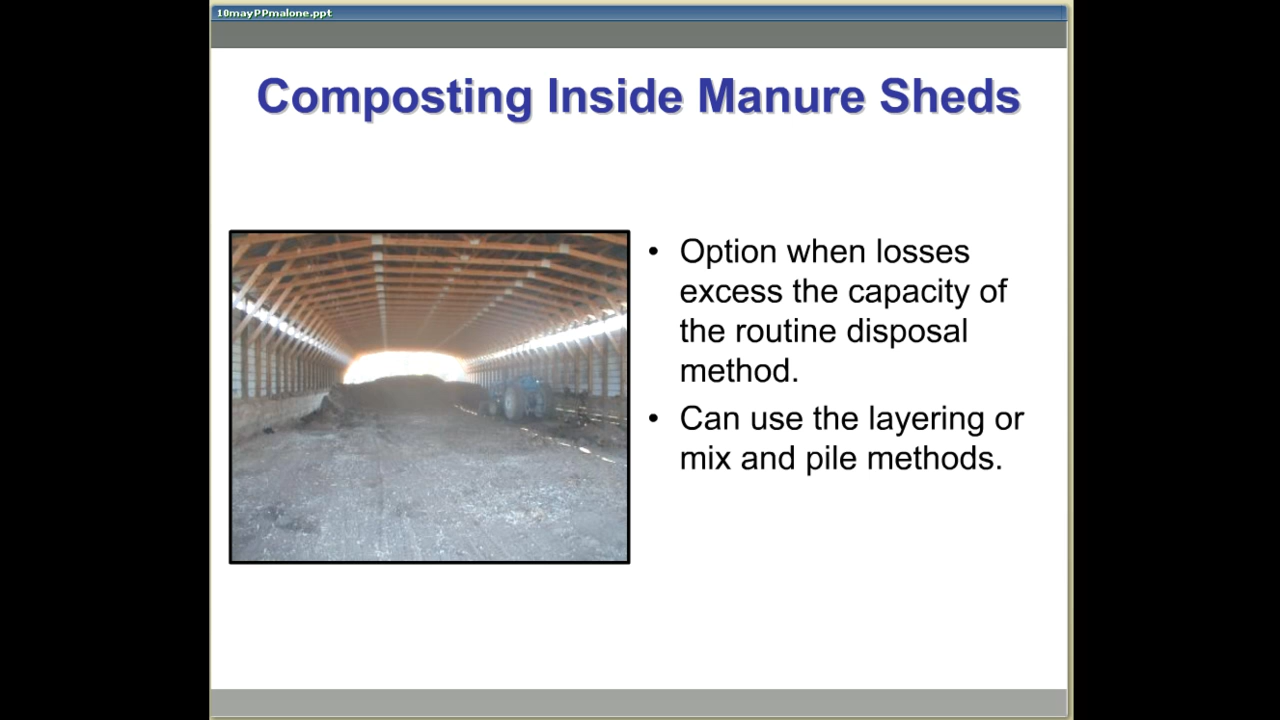 10mayPPmalone.ppt
Composting Inside Manure Sheds
• Option when losses
excess the capacity of
the routine disposal
method.
• Can use the layering or
mix and pile methods.